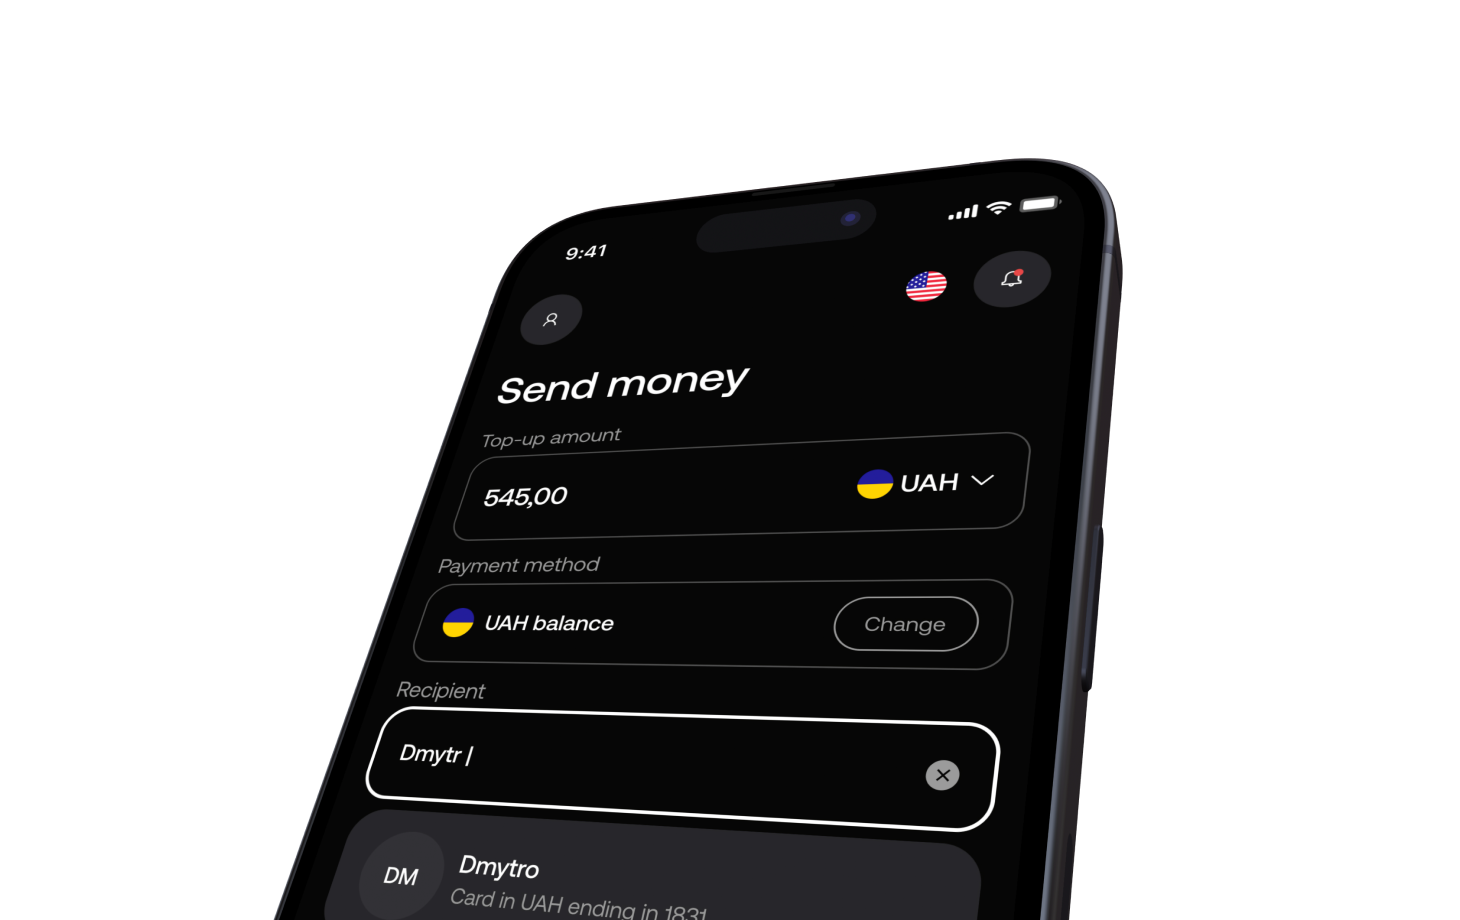 9:41
Send money
Top-up amount
545,00
UAH
Payment method
UAH balance
Change
Recipient
Dmytr |
DM
Dmytro
Card in UAH ending in 1831